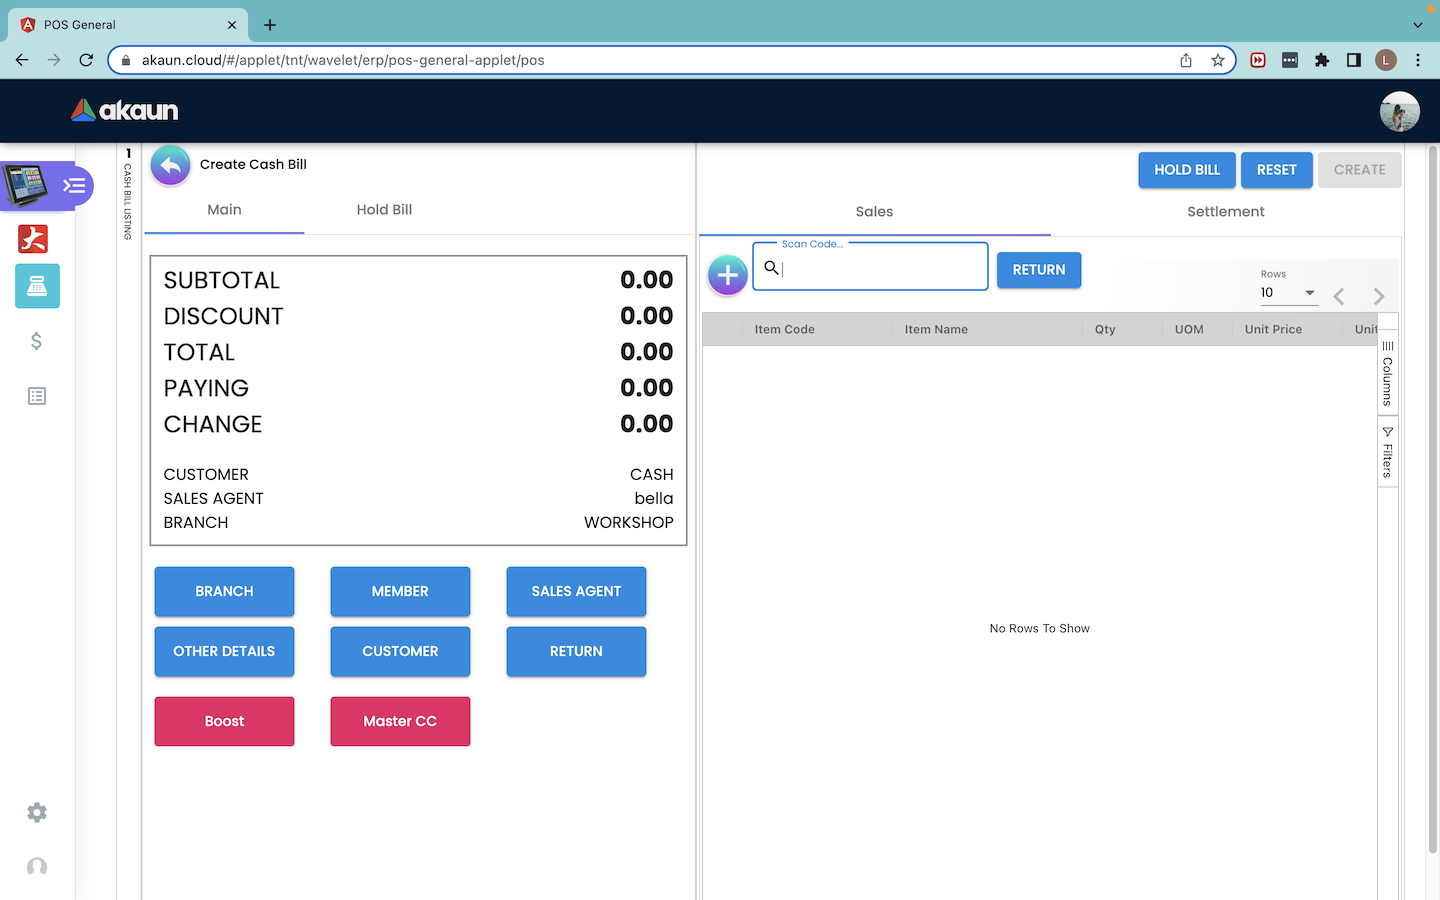 POS General
akaun.cloud/#/applet/tnt/wavelet/erp/pos-general-applet/pos
L
akaun
1 CASH BILL LISTING
Create Cash Bill
HOLD BILL
RESET
CREATE
Main
Hold Bill
Sales
Settlement
SUBTOTAL 0.00
DISCOUNT 0.00
TOTAL 0.00
PAYING 0.00
CHANGE 0.00
CUSTOMER CASH
SALES AGENT bella
BRANCH WORKSHOP
BRANCH
MEMBER
SALES AGENT
OTHER DETAILS
CUSTOMER
RETURN
Boost
Master CC
Scan Code...
RETURN
Rows
10
Item Code Item Name Qty UOM Unit Price Unit
Columns
Filters
No Rows To Show